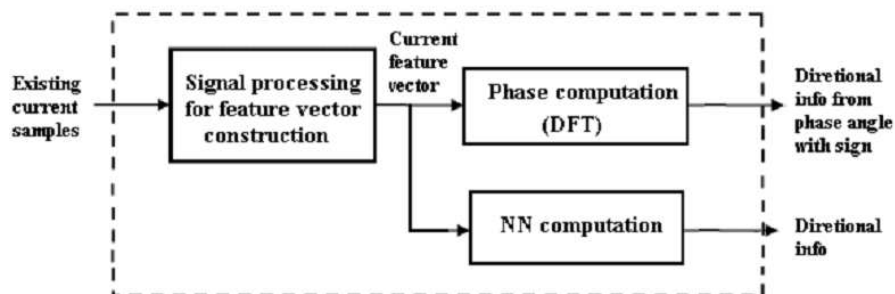 Existing
current
samples
Signal processing
for feature vector
construction
Current
feature
vector
Phase computation
(DFT)
Diretional
info from
phase angle
with sign
NN computation
Diretional
info